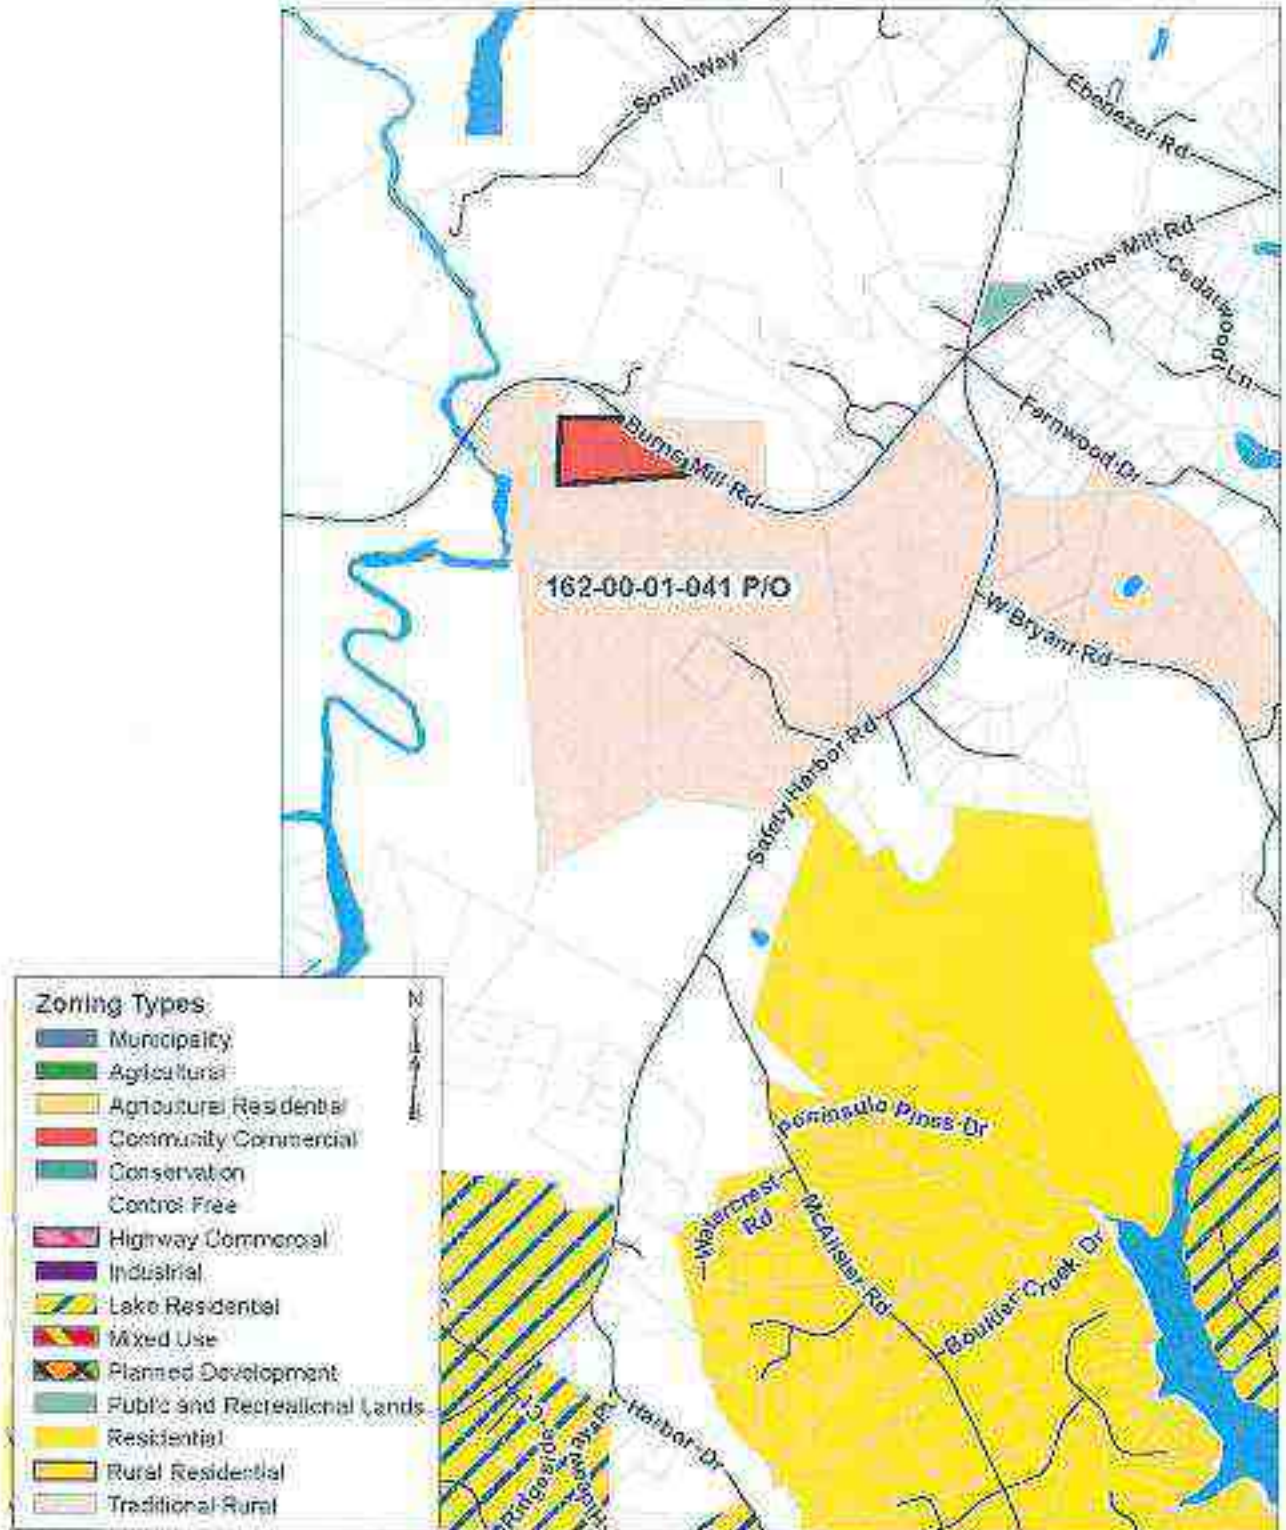 Sonlit Way
Ebenezer Rd
N Burns Mill Rd
Cedarwood
Ln
Fernwood Dr
Burns Mill Rd
162-00-01-041 P/O
W Bryant Rd
Safety Harbor Rd
Peninsula Pines Dr
Watercrest
Rd
McAlister Rd
Boulder Creek Dr
Harbor Dr
Ridgeside
Hideaway
Zoning Types
N
Municipality
Agricultural
Agricultural Residential
Community Commercial
Conservation
Control Free
Highway Commercial
Industrial
Lake Residential
Mixed Use
Planned Development
Public and Recreational Lands
Residential
Rural Residential
Traditional Rural